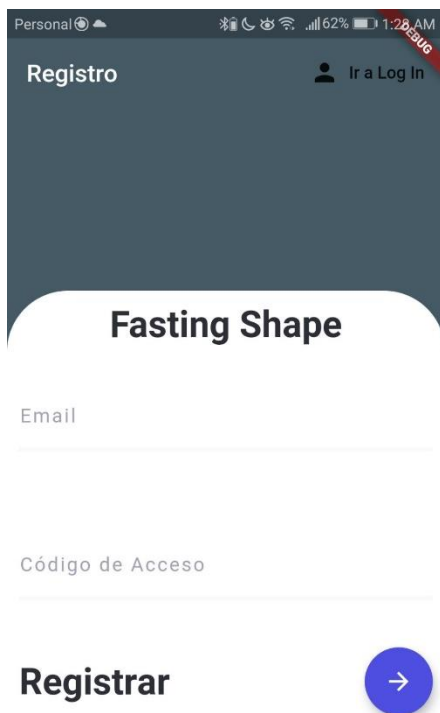 Personal 62% 1:28 AM
DEBUG
Registro Ir a Log In
Fasting Shape
Email
Código de Acceso
Registrar